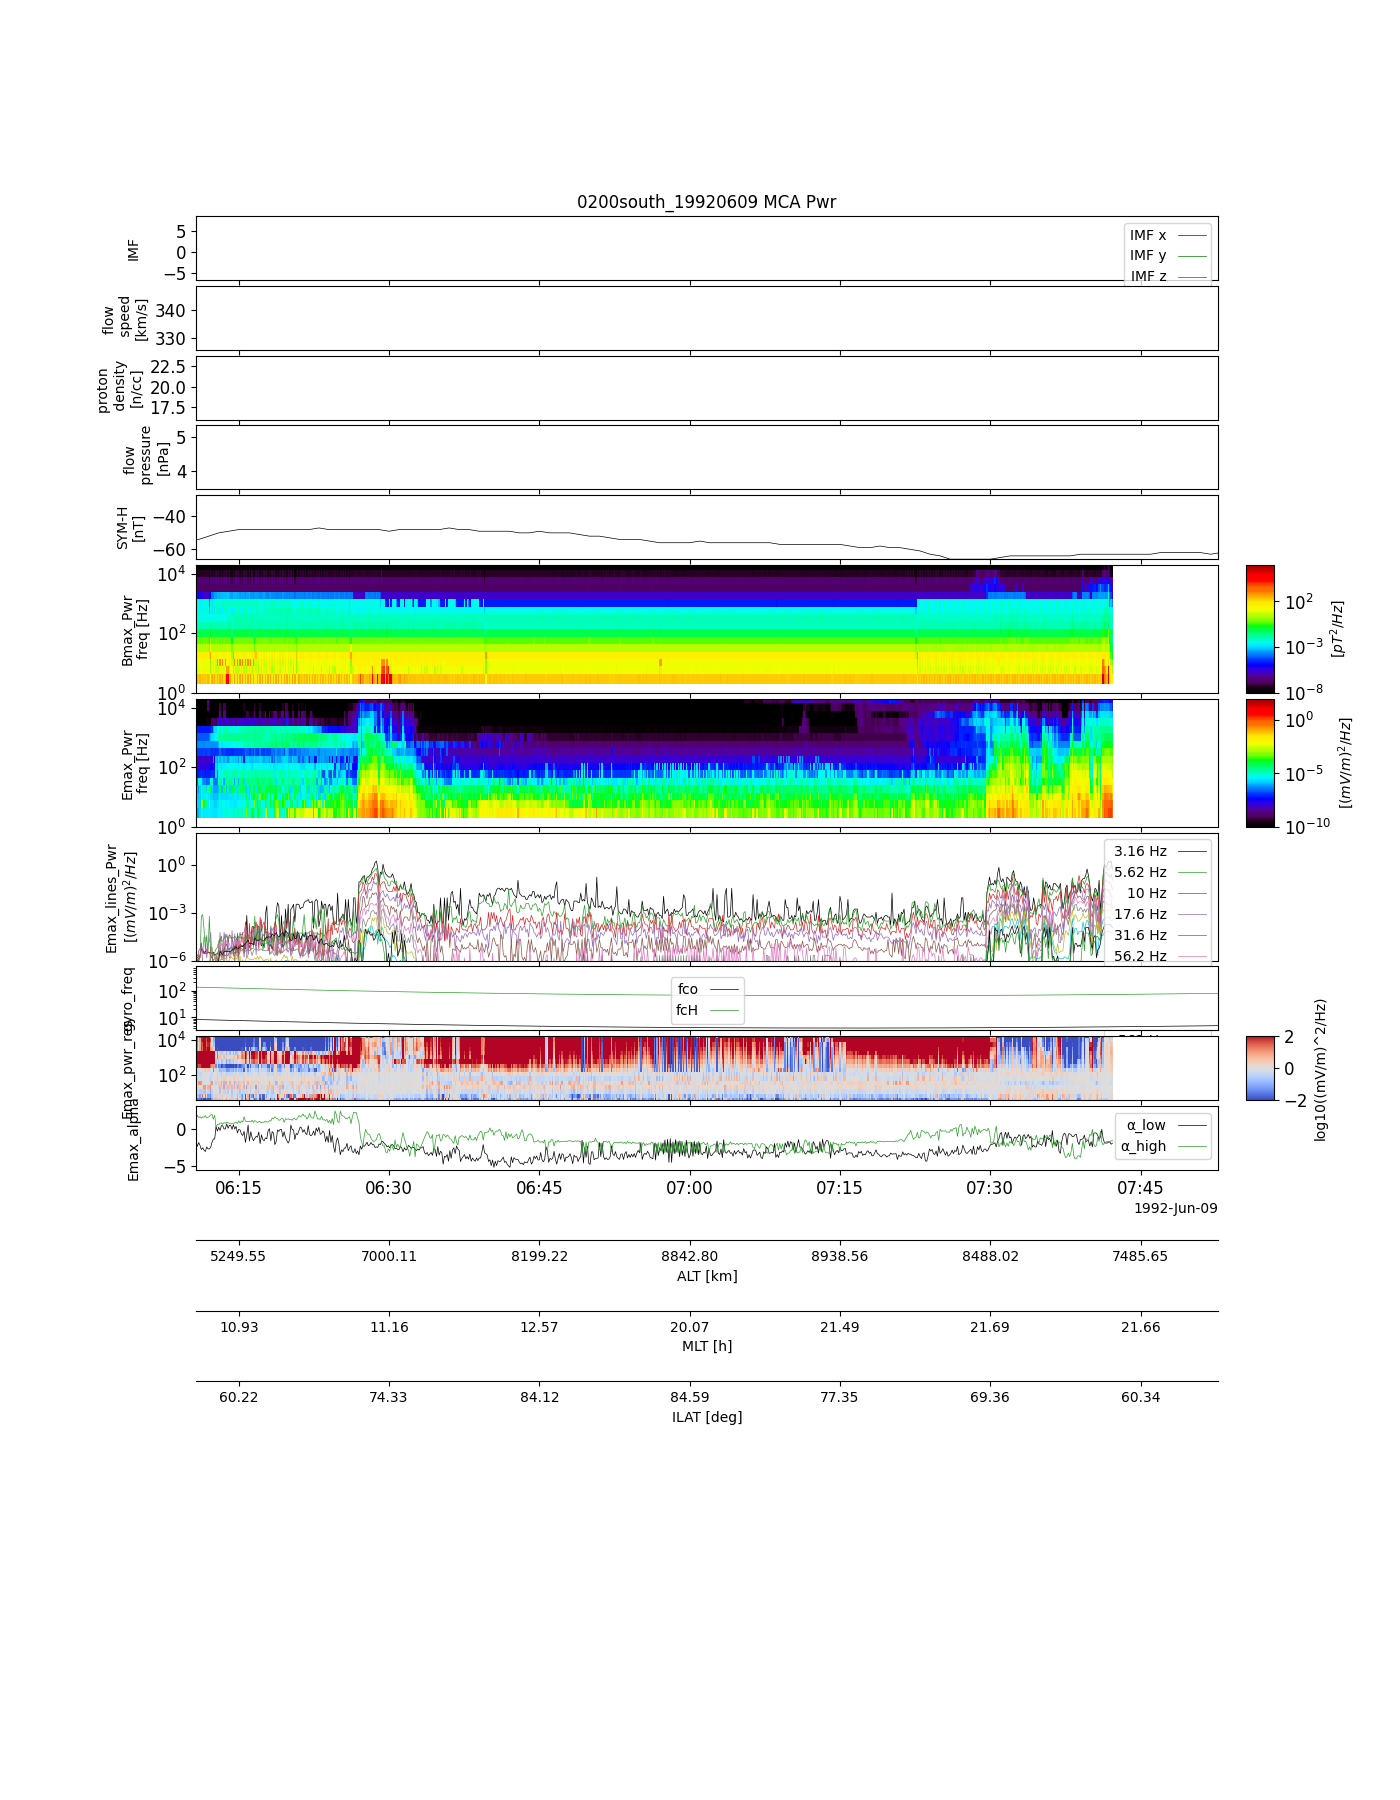 0200south_19920609 MCA Pwr
IMF
5
0
−5
IMF x
IMF y
IMF z
flow
speed
[km/s]
340
330
proton
density
[n/cc]
22.5
20.0
17.5
flow
pressure
[nPa]
5
4
SYM-H
[nT]
−40
−60
Bmax_Pwr
freq [Hz]
10^4
10^2
10^0
10^2
10^−3
10^−8
[pT^2/Hz]
Emax_Pwr
freq [Hz]
10^4
10^2
10^0
10^0
10^−5
10^−10
[(mV/m)^2/Hz]
Emax_lines_Pwr
[(mV/m)^2/Hz]
10^0
10^−3
10^−6
3.16 Hz
5.62 Hz
10 Hz
17.6 Hz
31.6 Hz
56.2 Hz
gyro_freq
10^2
10^1
fco
fcH
Emax_pwr_reg
10^4
10^2
2
0
−2
log10((mV/m)^2/Hz)
Emax_alpha
0
−5
α_low
α_high
06:15 06:30 06:45 07:00 07:15 07:30 07:45
1992-Jun-09
5249.55 7000.11 8199.22 8842.80 8938.56 8488.02 7485.65
ALT [km]
10.93 11.16 12.57 20.07 21.49 21.69 21.66
MLT [h]
60.22 74.33 84.12 84.59 77.35 69.36 60.34
ILAT [deg]